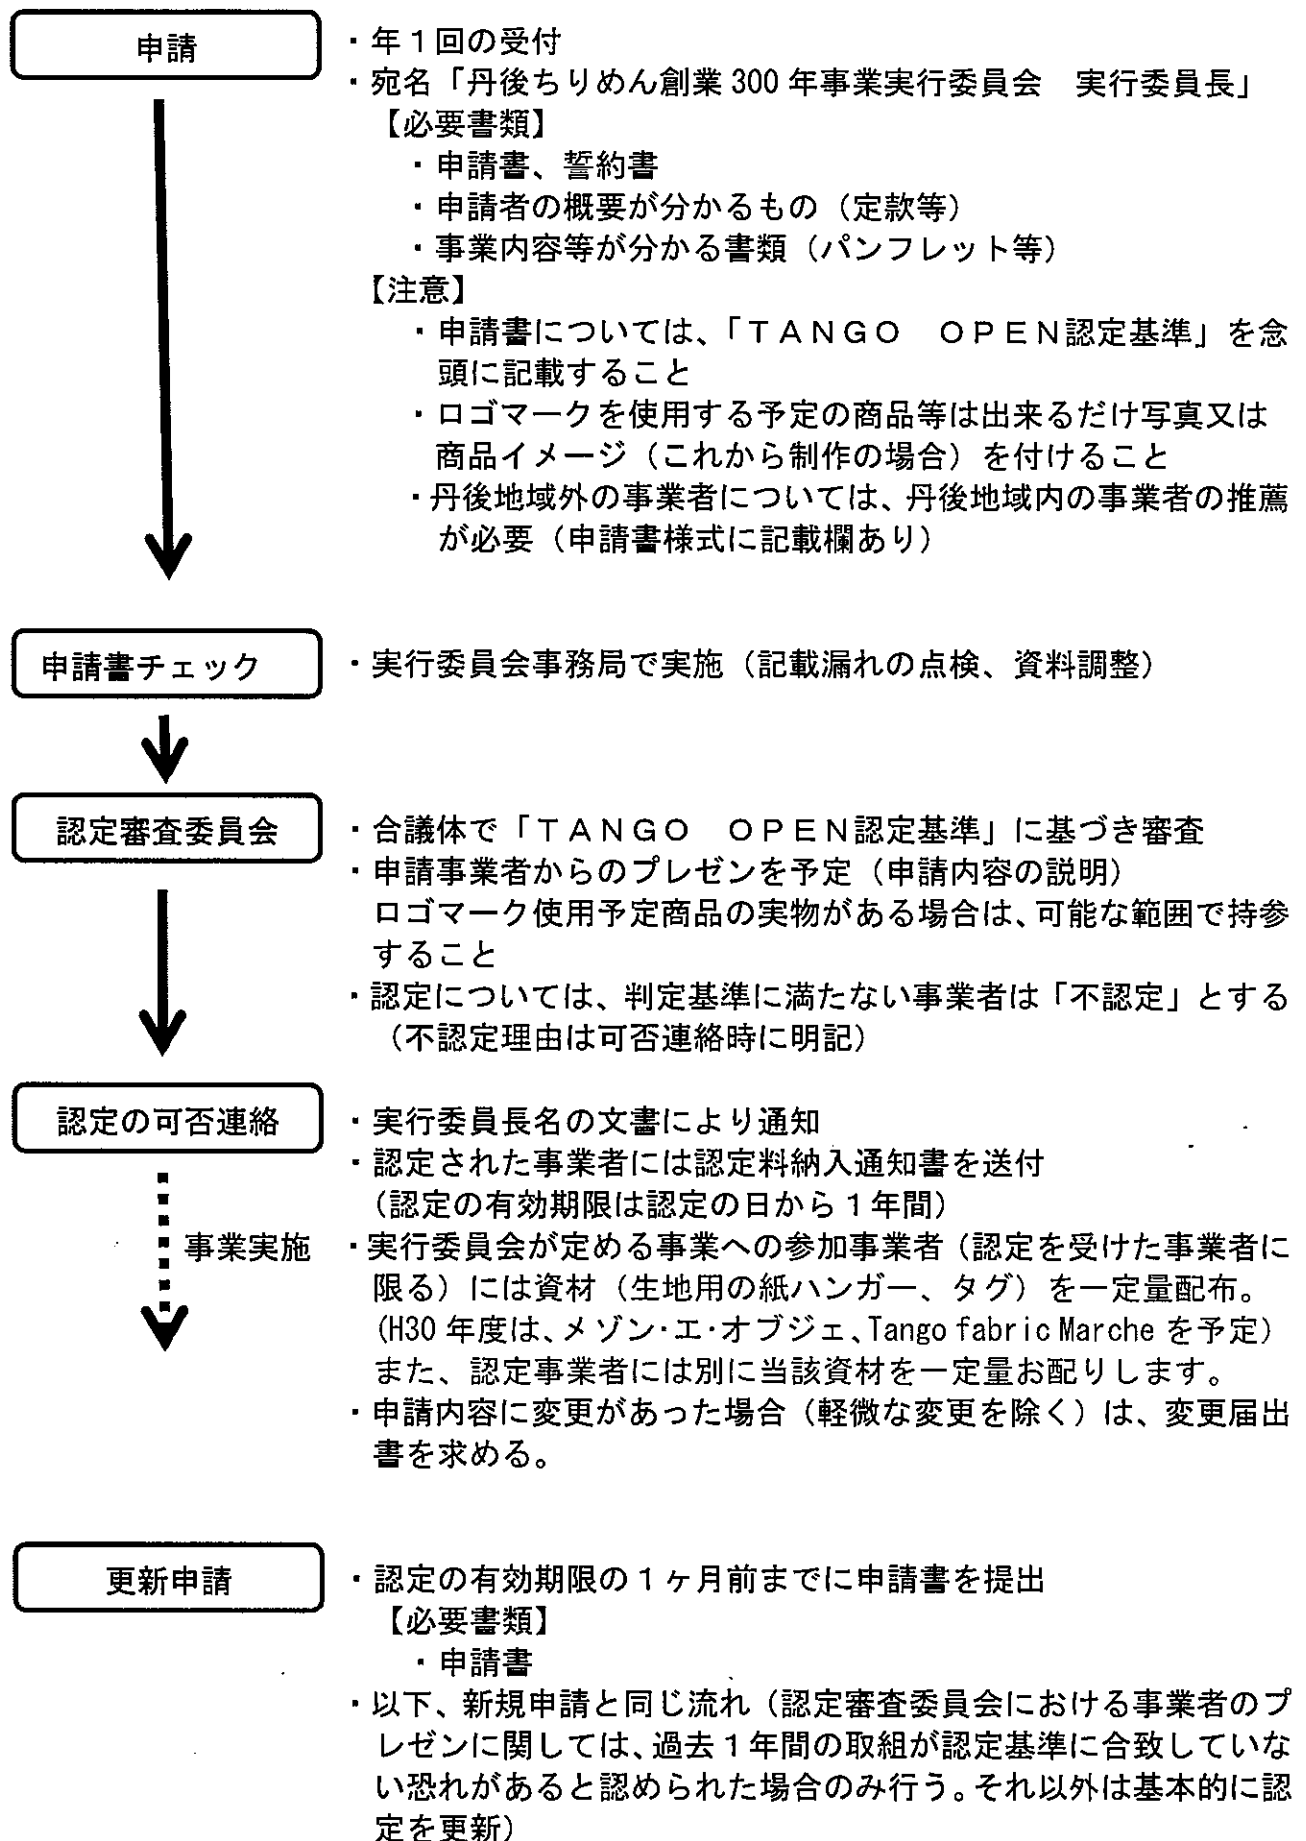 申請
・年１回の受付
・宛名「丹後ちりめん創業 300 年事業実行委員会　実行委員長」
【必要書類】
・申請書、誓約書
・申請者の概要が分かるもの（定款等）
・事業内容等が分かる書類（パンフレット等）
【注意】
・申請書については、「ＴＡＮＧＯ　ＯＰＥＮ認定基準」を念
頭に記載すること
・ロゴマークを使用する予定の商品等は出来るだけ写真又は
商品イメージ（これから制作の場合）を付けること
・丹後地域外の事業者については、丹後地域内の事業者の推薦
が必要（申請書様式に記載欄あり）
申請書チェック
・実行委員会事務局で実施（記載漏れの点検、資料調整）
認定審査委員会
・合議体で「ＴＡＮＧＯ　ＯＰＥＮ認定基準」に基づき審査
・申請事業者からのプレゼンを予定（申請内容の説明）
ロゴマーク使用予定商品の実物がある場合は、可能な範囲で持参
すること
・認定については、判定基準に満たない事業者は「不認定」とする
（不認定理由は可否連絡時に明記）
認定の可否連絡
・実行委員長名の文書により通知
・認定された事業者には認定料納入通知書を送付
（認定の有効期限は認定の日から１年間）
事業実施
・実行委員会が定める事業への参加事業者（認定を受けた事業者に
限る）には資材（生地用の紙ハンガー、タグ）を一定量配布。
(H30 年度は、メゾン・エ・オブジェ、Tango fabric Marche を予定)
また、認定事業者には別に当該資材を一定量お配りします。
・申請内容に変更があった場合（軽微な変更を除く）は、変更届出
書を求める。
更新申請
・認定の有効期限の１ヶ月前までに申請書を提出
【必要書類】
・申請書
・以下、新規申請と同じ流れ（認定審査委員会における事業者のプ
レゼンに関しては、過去１年間の取組が認定基準に合致していな
い恐れがあると認められた場合のみ行う。それ以外は基本的に認
定を更新）